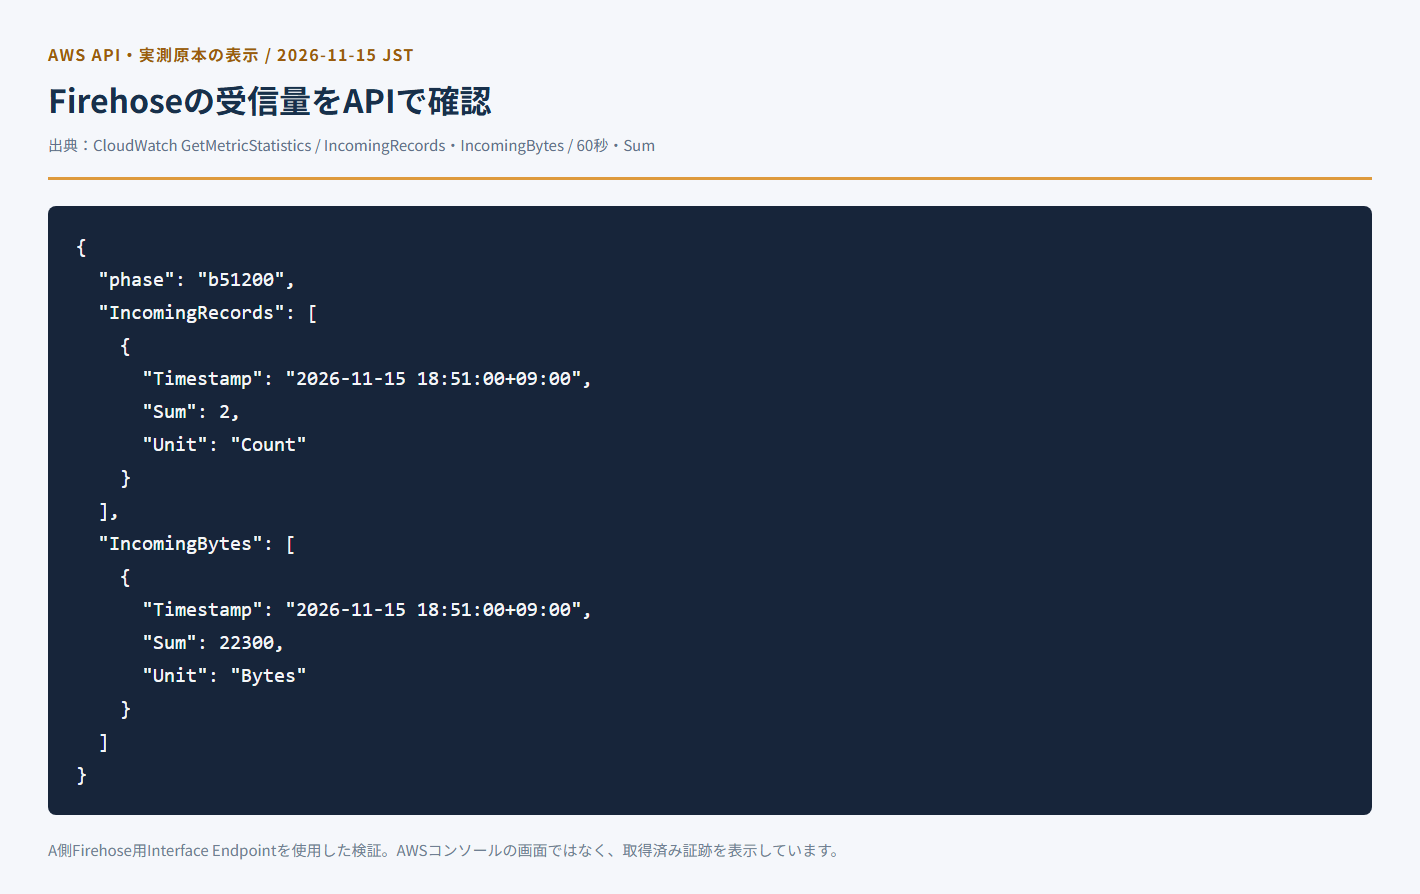 AWS API・実測原本の表示 / 2026-11-15 JST
Firehoseの受信量をAPIで確認
出典：CloudWatch GetMetricStatistics / IncomingRecords・IncomingBytes / 60秒・Sum
{
  "phase": "b51200",
  "IncomingRecords": [
    {
      "Timestamp": "2026-11-15 18:51:00+09:00",
      "Sum": 2,
      "Unit": "Count"
    }
  ],
  "IncomingBytes": [
    {
      "Timestamp": "2026-11-15 18:51:00+09:00",
      "Sum": 22300,
      "Unit": "Bytes"
    }
  ]
}
A側Firehose用Interface Endpointを使用した検証。AWSコンソールの画面ではなく、取得済み証跡を表示しています。